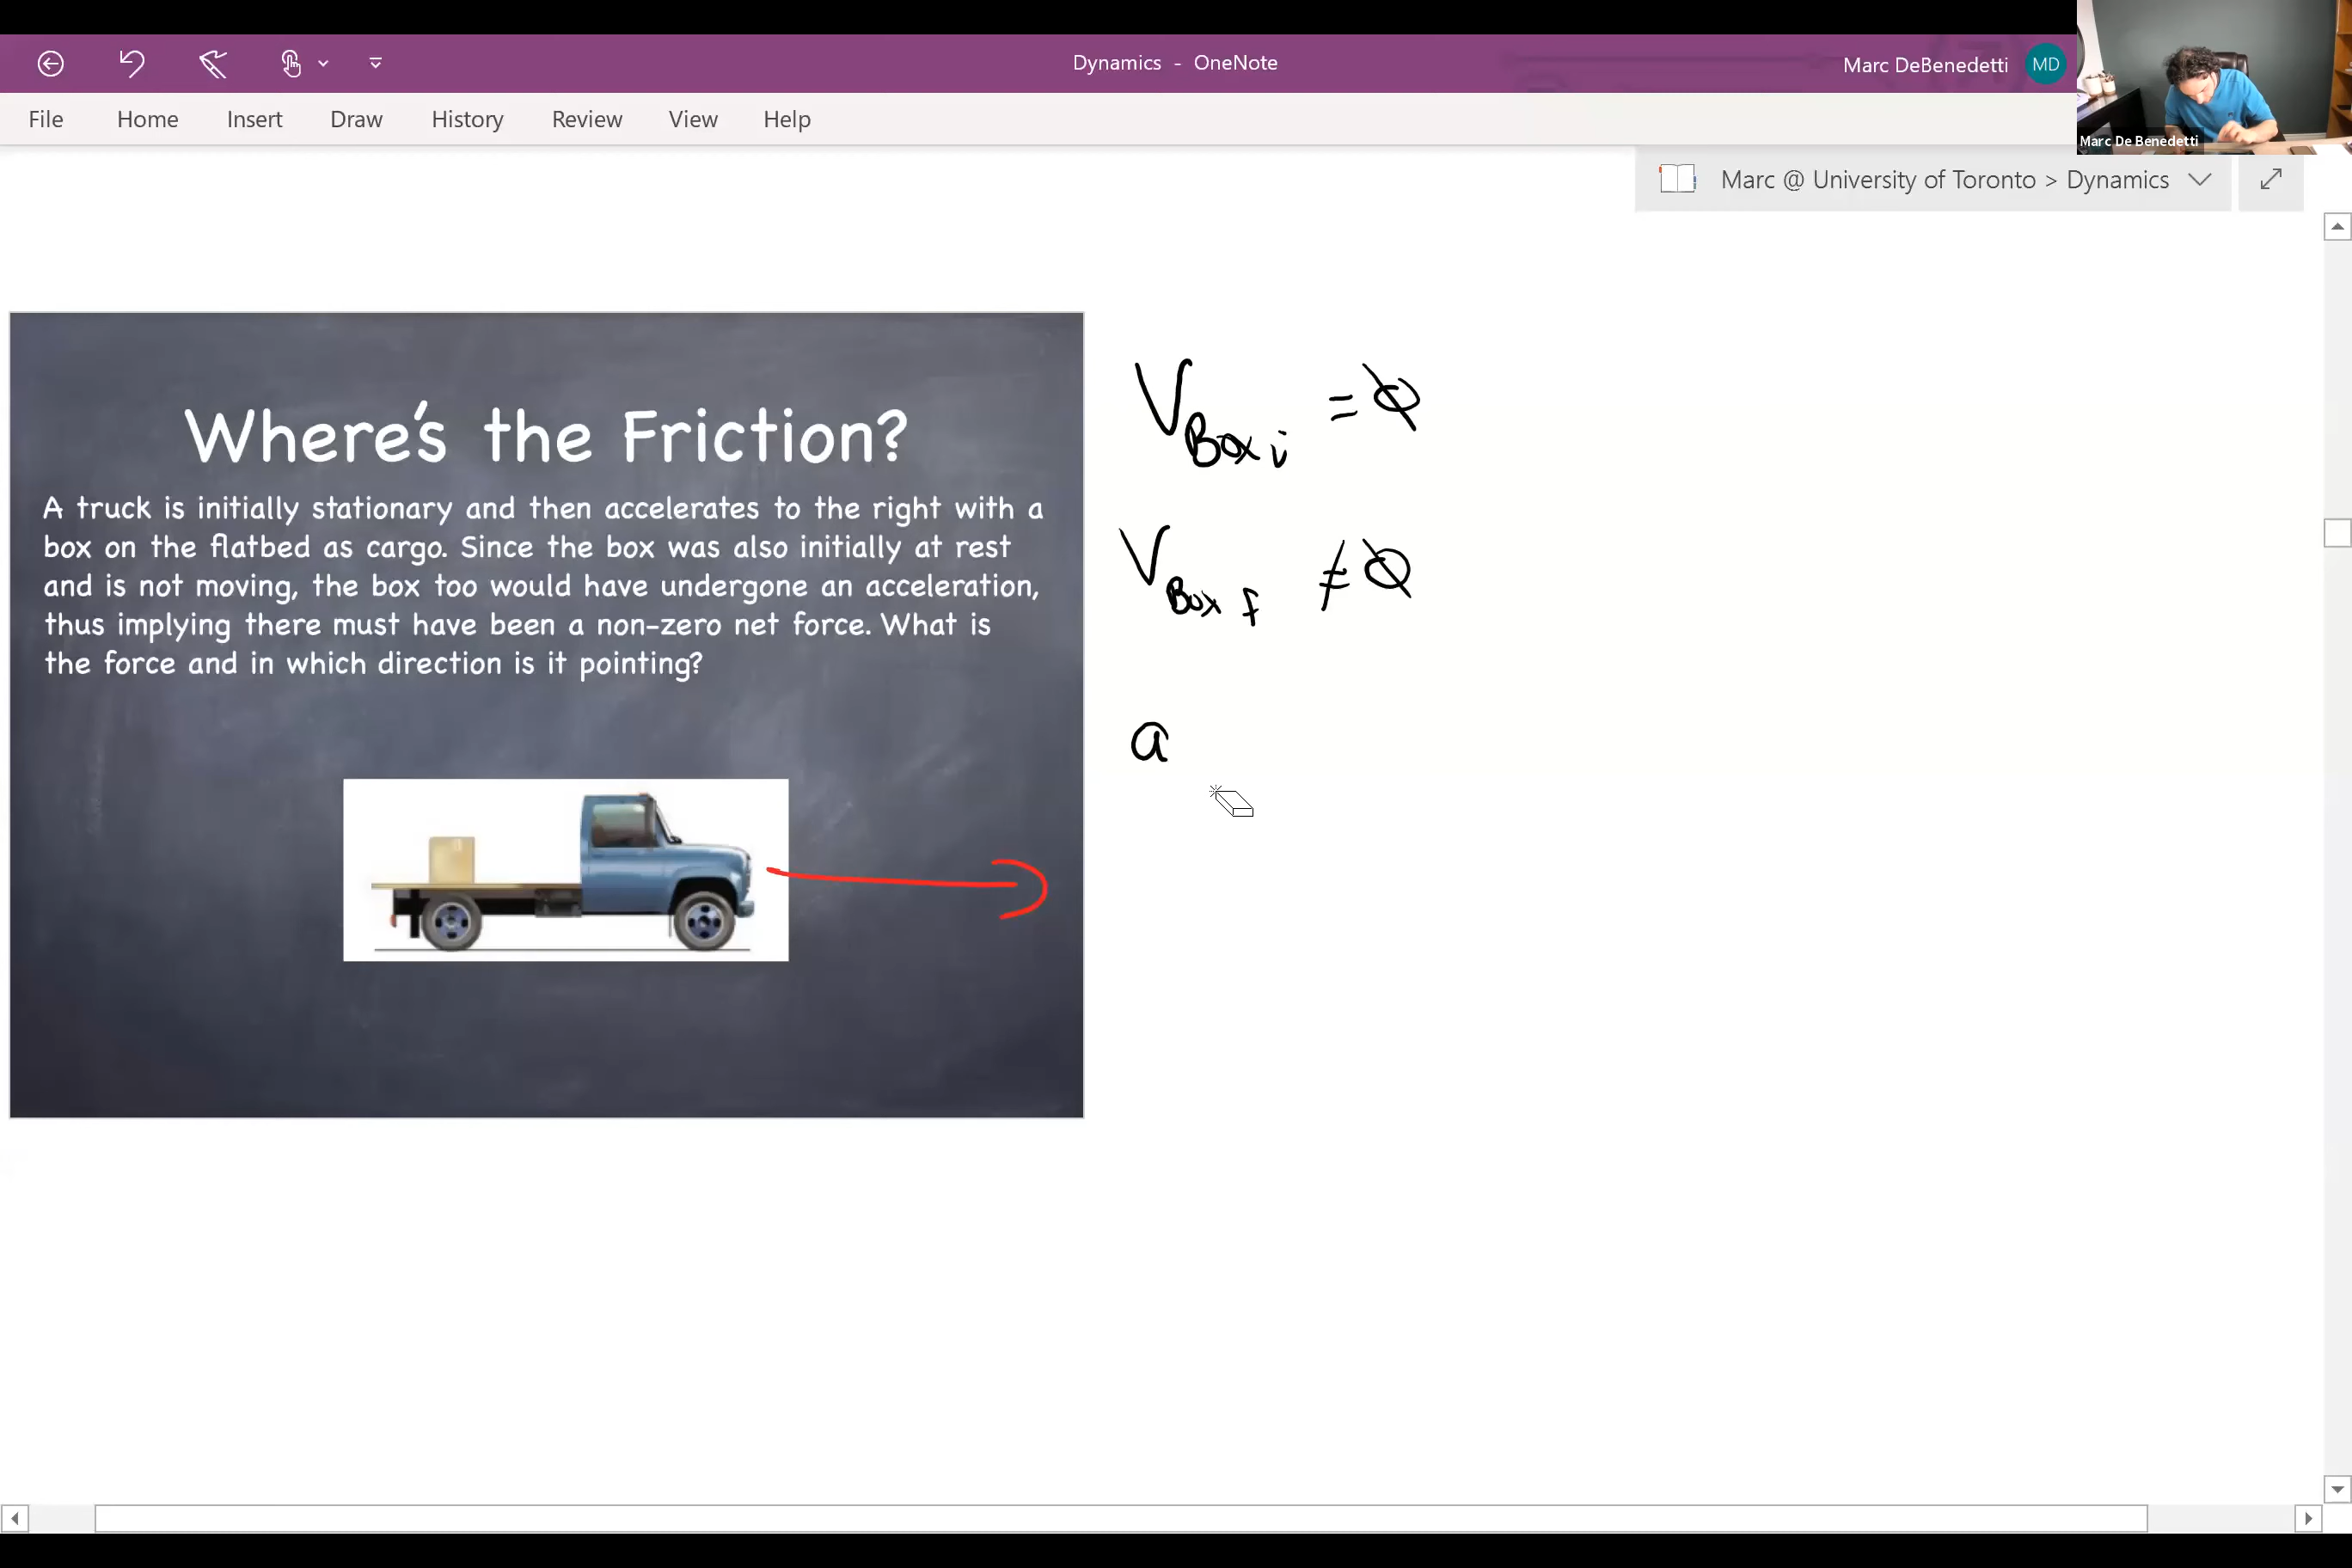 Dynamics - OneNote
Marc DeBenedetti MD
Marc De Benedetti
File Home Insert Draw History Review View Help
Marc @ University of Toronto > Dynamics
Where's the Friction?
A truck is initially stationary and then accelerates to the right with a
box on the flatbed as cargo. Since the box was also initially at rest
and is not moving, the box too would have undergone an acceleration,
thus implying there must have been a non-zero net force. What is
the force and in which direction is it pointing?
V Box i = Ø
V Box f ≠ Ø
a